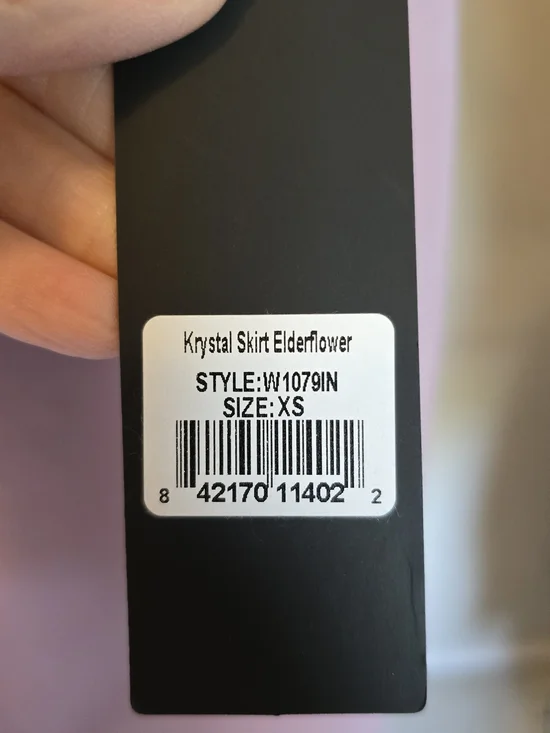 Krystal Skirt Elderflower
STYLE:W1079IN
SIZE:XS
8 42170 11402 2